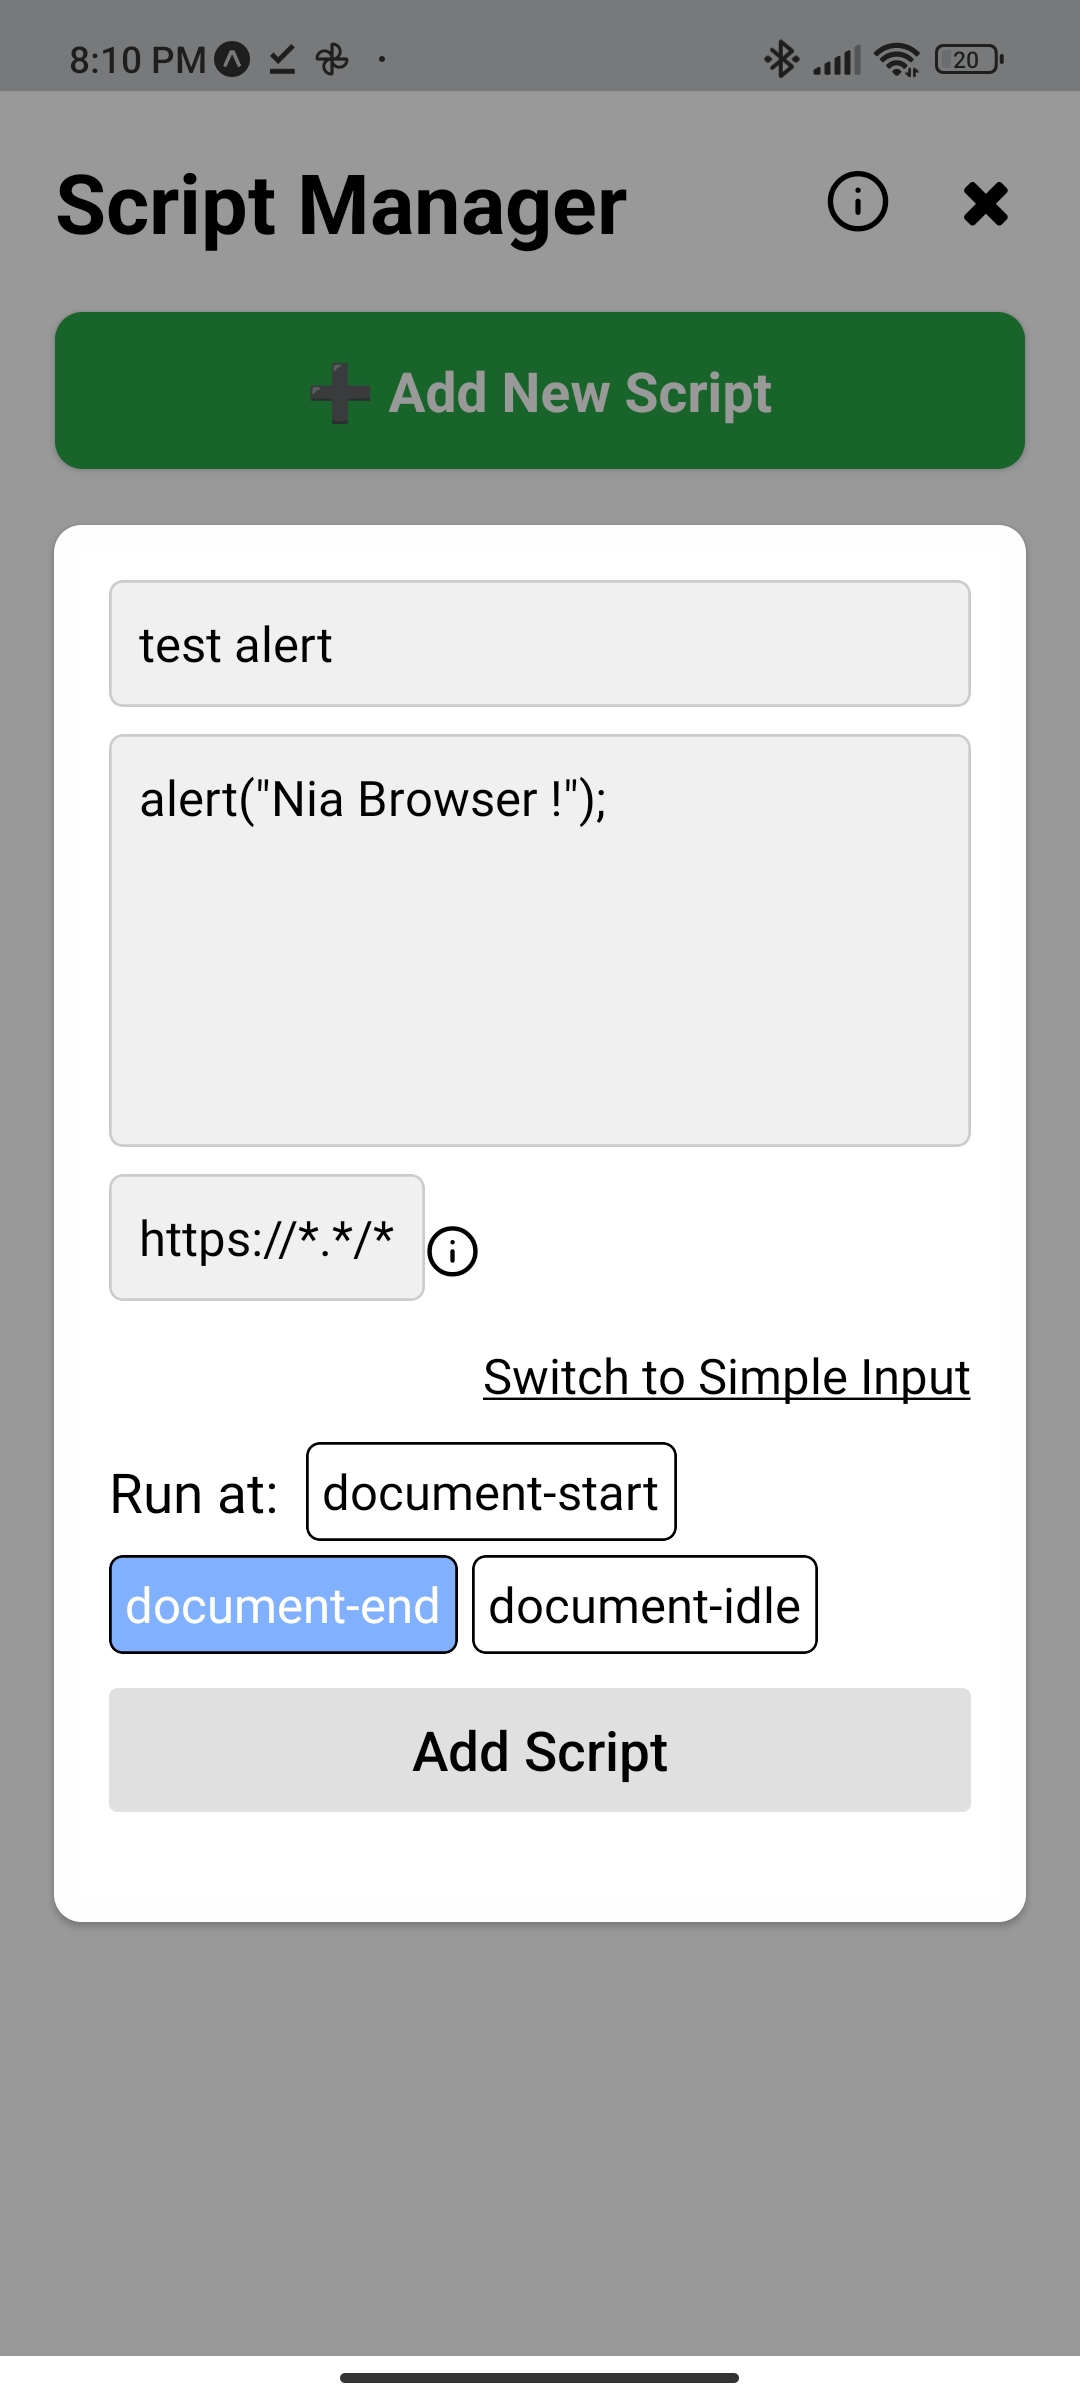 8:10 PM
20
Script Manager
➕ Add New Script
test alert
alert("Nia Browser !");
https://*.*/*
Switch to Simple Input
Run at: document-start
document-end document-idle
Add Script